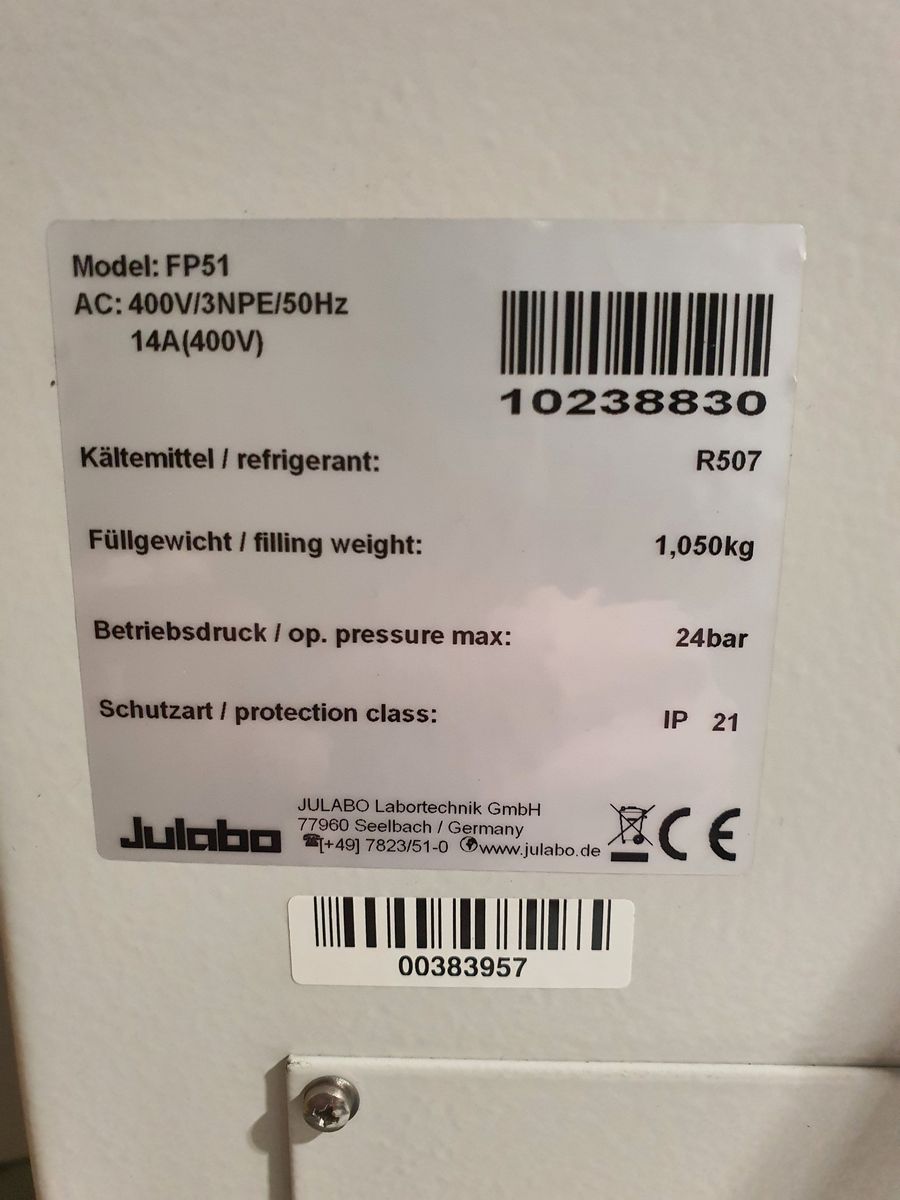 Model: FP51
AC: 400V/3NPE/50Hz
14A(400V)
10238830
Kältemittel / refrigerant: R507
Füllgewicht / filling weight: 1,050kg
Betriebsdruck / op. pressure max: 24bar
Schutzart / protection class: IP 21
Julabo
JULABO Labortechnik GmbH
77960 Seelbach / Germany
☎[+49] 7823/51-0 www.julabo.de
CE
00383957